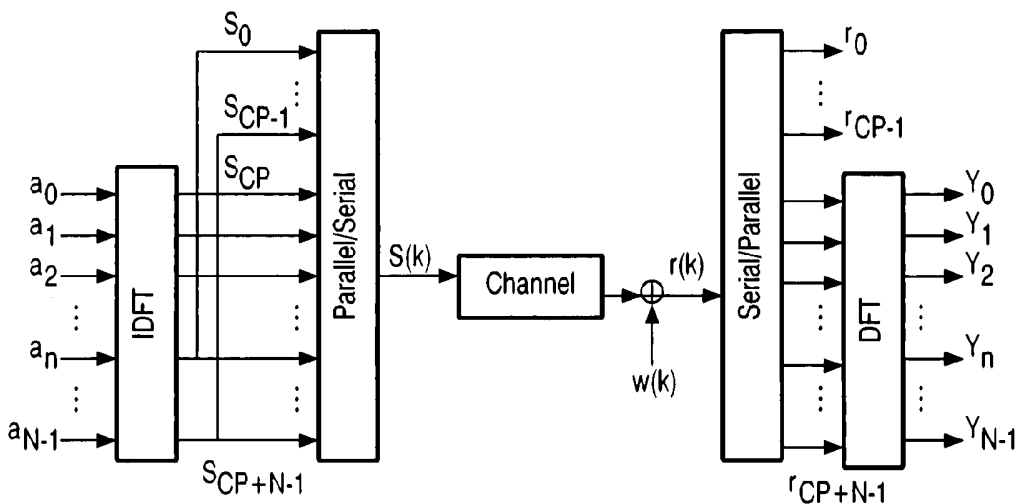 S0
SCP-1
SCP
a0
a1
a2
⋮
an
⋮
aN-1
IDFT
⋮
⋮
SCP+N-1
Parallel/Serial
S(k)
Channel
r(k)
w(k)
Serial/Parallel
r0
⋮
rCP-1
⋮
⋮
rCP+N-1
DFT
Y0
Y1
Y2
⋮
Yn
⋮
YN-1